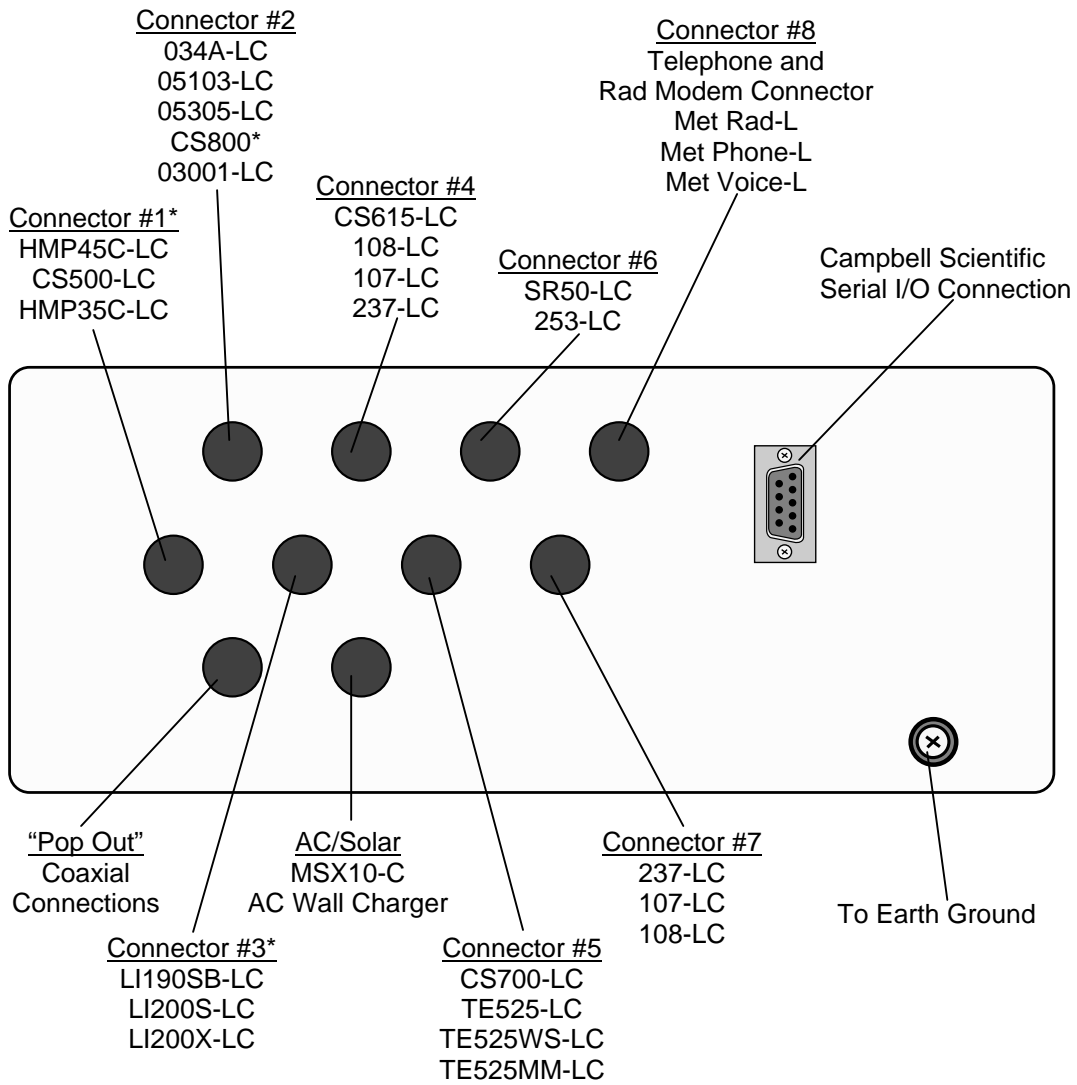 Connector #2
034A-LC
05103-LC
05305-LC
CS800*
03001-LC
Connector #8
Telephone and
Rad Modem Connector
Met Rad-L
Met Phone-L
Met Voice-L
Connector #4
CS615-LC
108-LC
107-LC
237-LC
Connector #1*
HMP45C-LC
CS500-LC
HMP35C-LC
Connector #6
SR50-LC
253-LC
Campbell Scientific
Serial I/O Connection
“Pop Out”
Coaxial
Connections
AC/Solar
MSX10-C
AC Wall Charger
Connector #7
237-LC
107-LC
108-LC
To Earth Ground
Connector #3*
LI190SB-LC
LI200S-LC
LI200X-LC
Connector #5
CS700-LC
TE525-LC
TE525WS-LC
TE525MM-LC